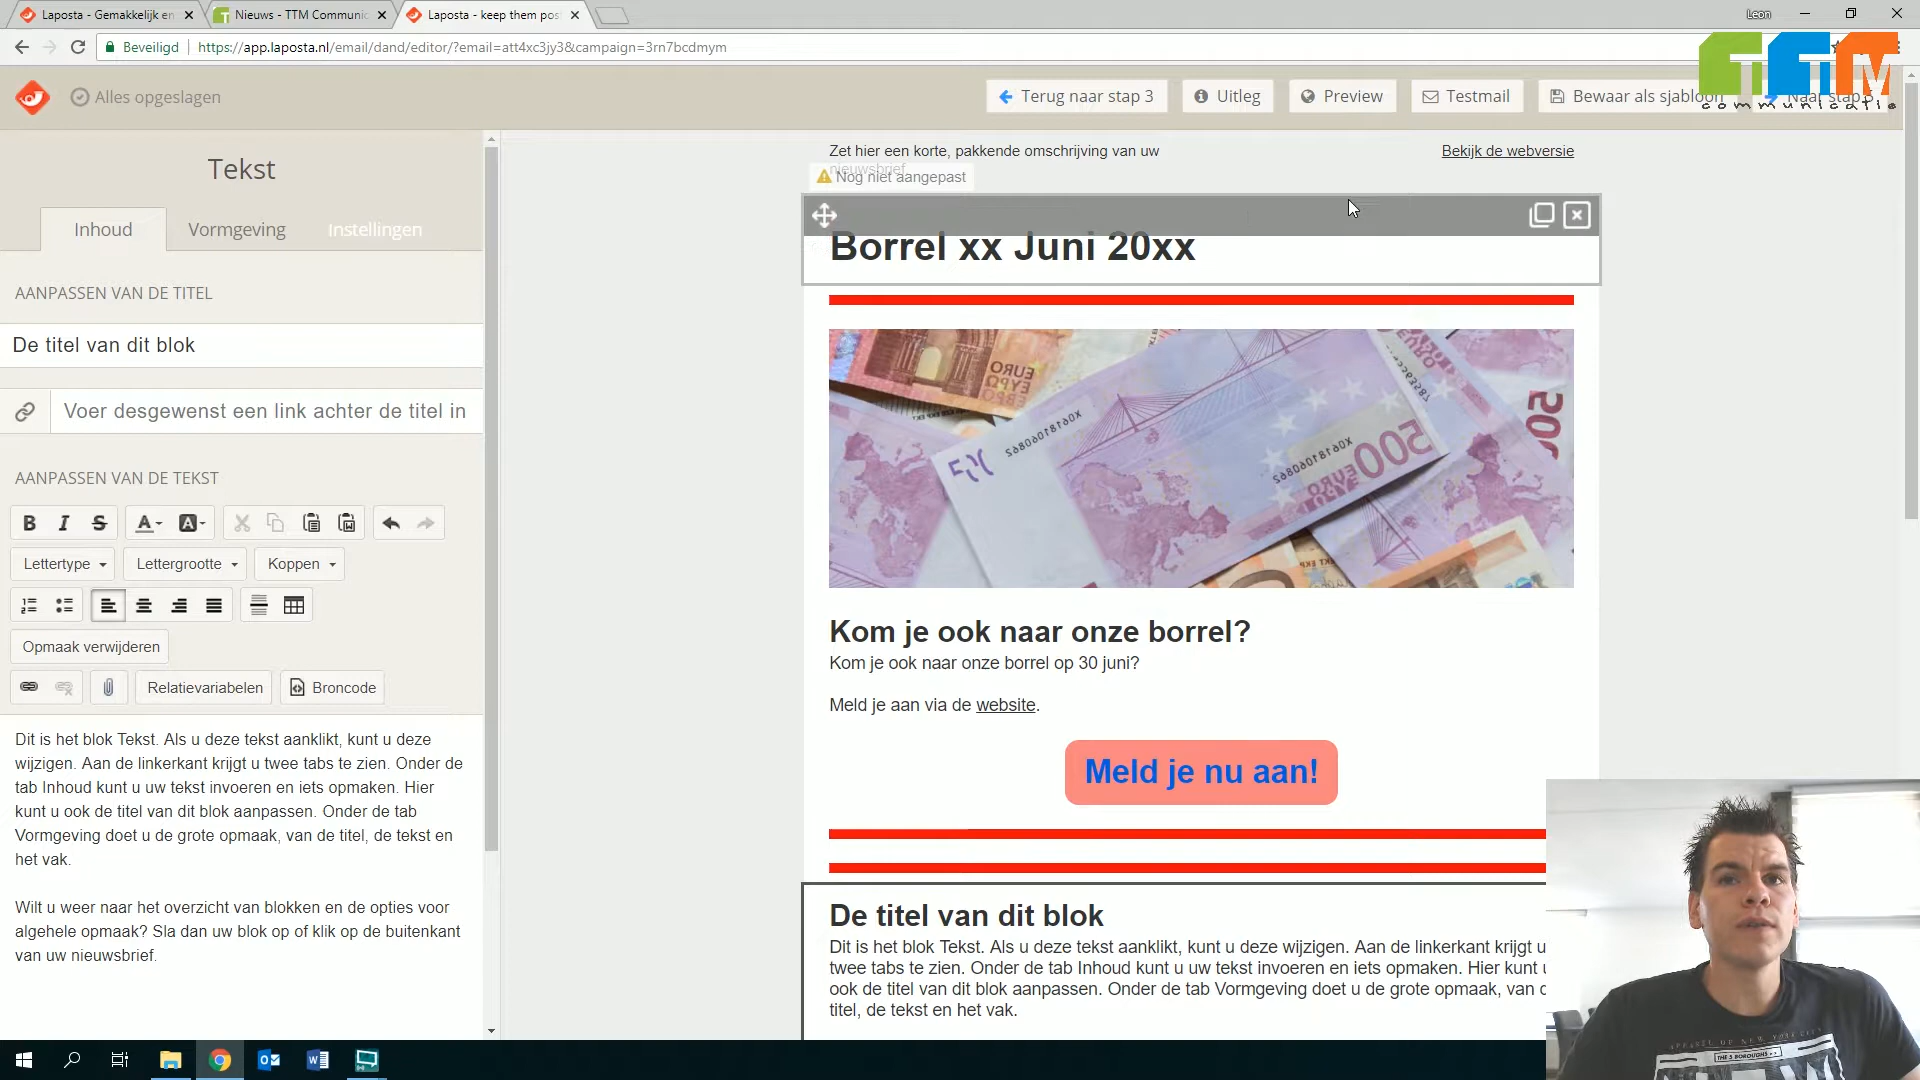 Laposta - Gemakkelijk en
Nieuws - TTM Communic
Laposta - keep them pos
Leon
Beveiligd
https://app.laposta.nl/email/dand/editor/?email=att4xc3jy3&campaign=3rn7bcdmym
TTM
communicatie
Alles opgeslagen
Terug naar stap 3
Uitleg
Preview
Testmail
Bewaar als sjabloon
Naar stap
Tekst
Inhoud
Vormgeving
Instellingen
AANPASSEN VAN DE TITEL
De titel van dit blok
Voer desgewenst een link achter de titel in
AANPASSEN VAN DE TEKST
B I S A A
Lettertype
Lettergrootte
Koppen
Opmaak verwijderen
Relatievariabelen
Broncode
Dit is het blok Tekst. Als u deze tekst aanklikt, kunt u deze
wijzigen. Aan de linkerkant krijgt u twee tabs te zien. Onder de
tab Inhoud kunt u uw tekst invoeren en iets opmaken. Hier
kunt u ook de titel van dit blok aanpassen. Onder de tab
Vormgeving doet u de grote opmaak, van de titel, de tekst en
het vak.
Wilt u weer naar het overzicht van blokken en de opties voor
algehele opmaak? Sla dan uw blok op of klik op de buitenkant
van uw nieuwsbrief.
Zet hier een korte, pakkende omschrijving van uw
nieuwsbrief
Bekijk de webversie
Nog niet aangepast
Borrel xx Juni 20xx
EURO
500
X01618010682
Kom je ook naar onze borrel?
Kom je ook naar onze borrel op 30 juni?
Meld je aan via de website.
Meld je nu aan!
De titel van dit blok
Dit is het blok Tekst. Als u deze tekst aanklikt, kunt u deze wijzigen. Aan de linkerkant krijgt u
twee tabs te zien. Onder de tab Inhoud kunt u uw tekst invoeren en iets opmaken. Hier kunt u
ook de titel van dit blok aanpassen. Onder de tab Vormgeving doet u de grote opmaak, van d
titel, de tekst en het vak.
THE 5 BOROUGHS